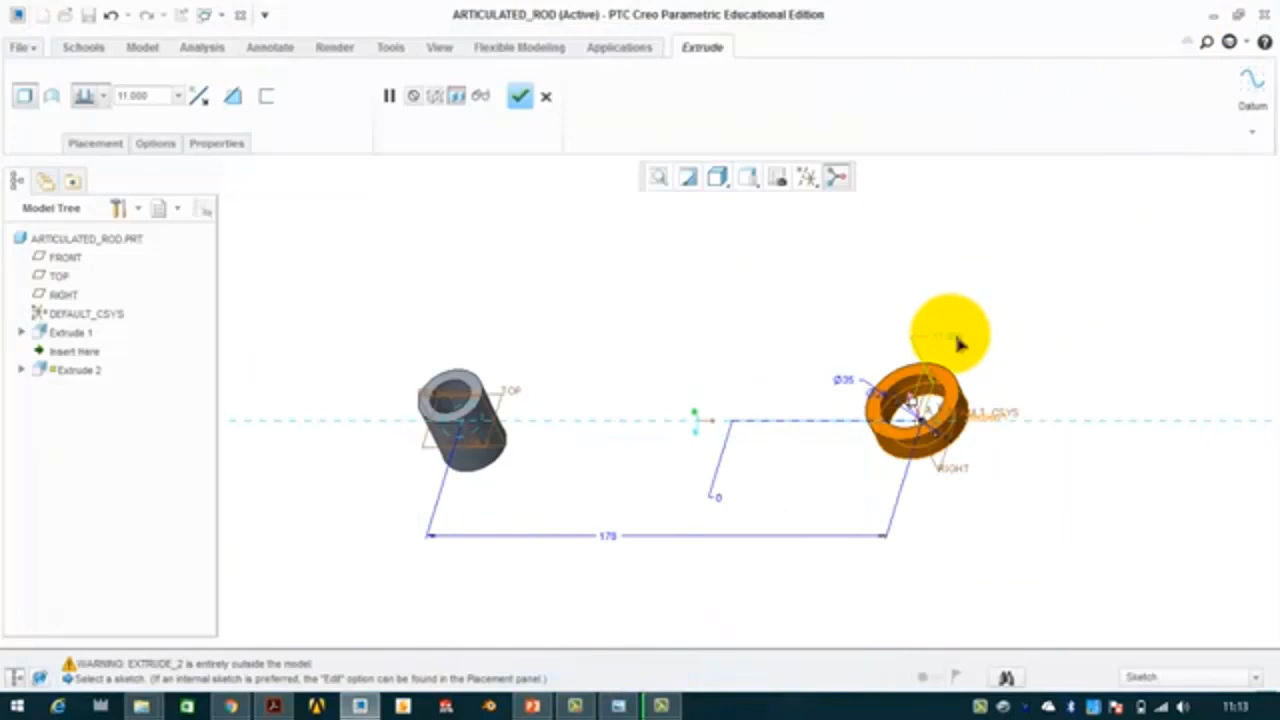 ARTICULATED_ROD (Active) - PTC Creo Parametric Educational Edition
File Schools Model Analysis Annotate Render Tools View Flexible Modeling Applications Extrude
11.000
Datum
Placement Options Properties
Model Tree
ARTICULATED_ROD.PRT
FRONT
TOP
RIGHT
DEFAULT_CSYS
Extrude 1
Insert Here
Extrude 2
TOP
Ø35
AULT_CSYS
RIGHT
0
178
WARNING: EXTRUDE_2 is entirely outside the model
Select a sketch. (If an internal sketch is preferred, the "Edit" option can be found in the Placement panel.)
Sketch
11:13